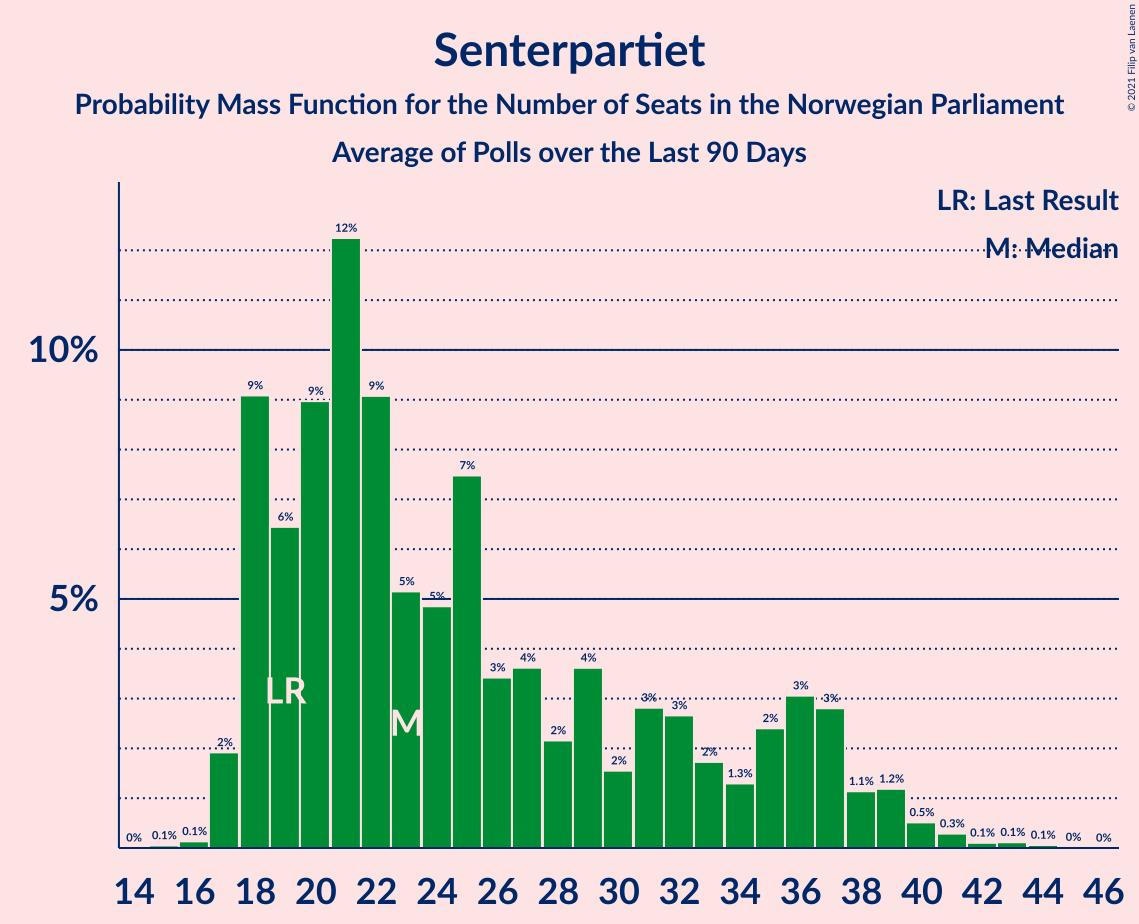 Senterpartiet
Probability Mass Function for the Number of Seats in the Norwegian Parliament
Average of Polls over the Last 90 Days
© 2021 Filip van Laenen
LR: Last Result
M: Median
10%
5%
0% 0.1% 0.1% 2% 9% 6% 9% 12% 9% 5% 5% 7% 3% 4% 2% 4% 2% 3% 3% 2% 1.3% 2% 3% 3% 1.1% 1.2% 0.5% 0.3% 0.1% 0.1% 0.1% 0% 0%
LR
M
14 16 18 20 22 24 26 28 30 32 34 36 38 40 42 44 46